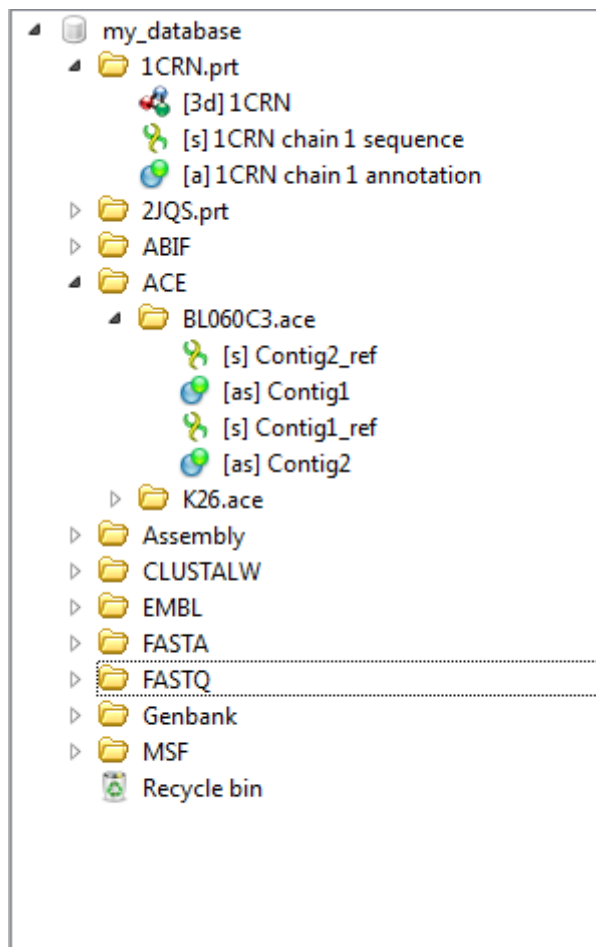 my_database
1CRN.prt
[3d] 1CRN
[s] 1CRN chain 1 sequence
[a] 1CRN chain 1 annotation
2JQS.prt
ABIF
ACE
BL060C3.ace
[s] Contig2_ref
[as] Contig1
[s] Contig1_ref
[as] Contig2
K26.ace
Assembly
CLUSTALW
EMBL
FASTA
FASTQ
Genbank
MSF
Recycle bin